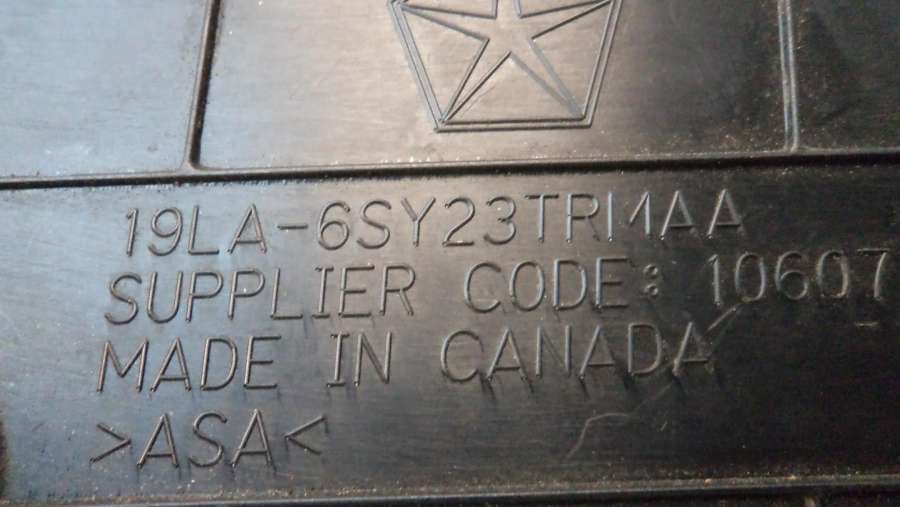 19LA-6SY23TRMAA
SUPPLIER CODE: 10607
MADE IN CANADA
>ASA<